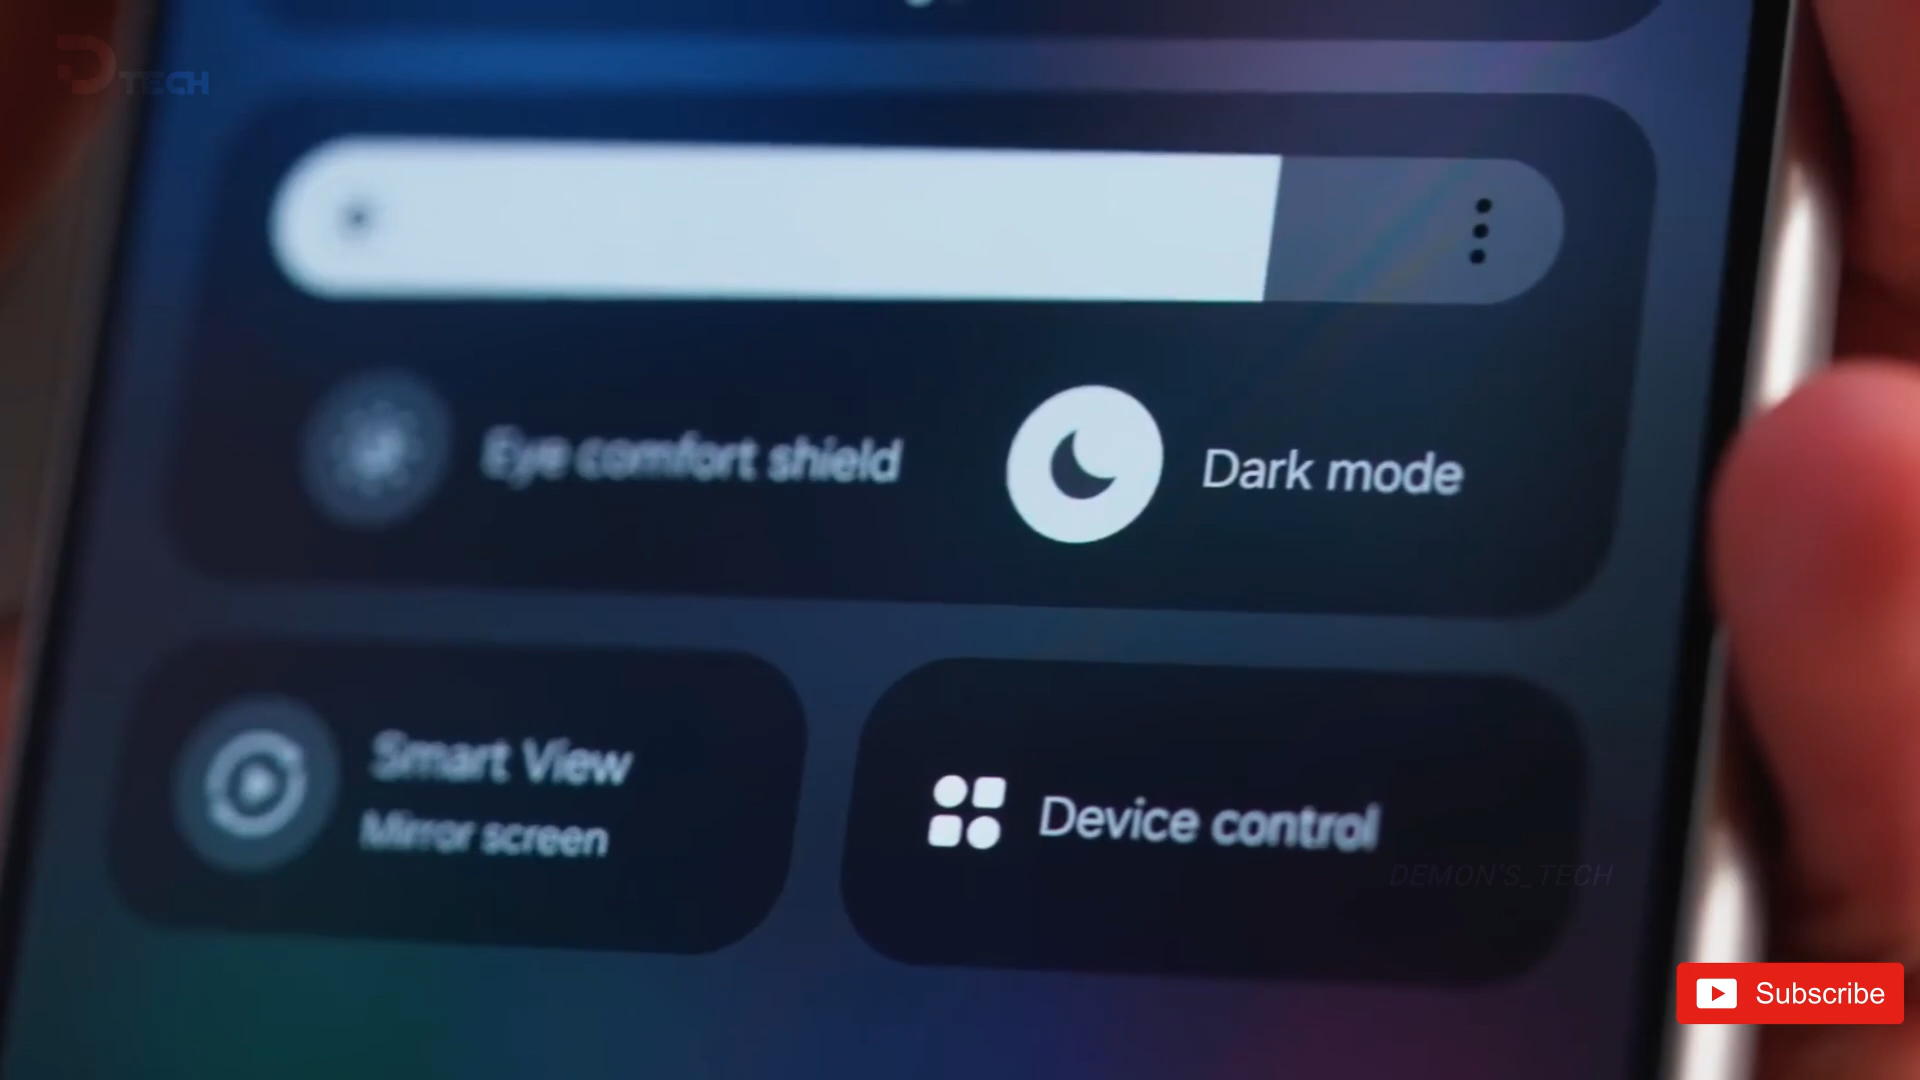 TECH
Eye comfort shield
Dark mode
Smart View
Mirror screen
Device control
DEMON'S_TECH
Subscribe